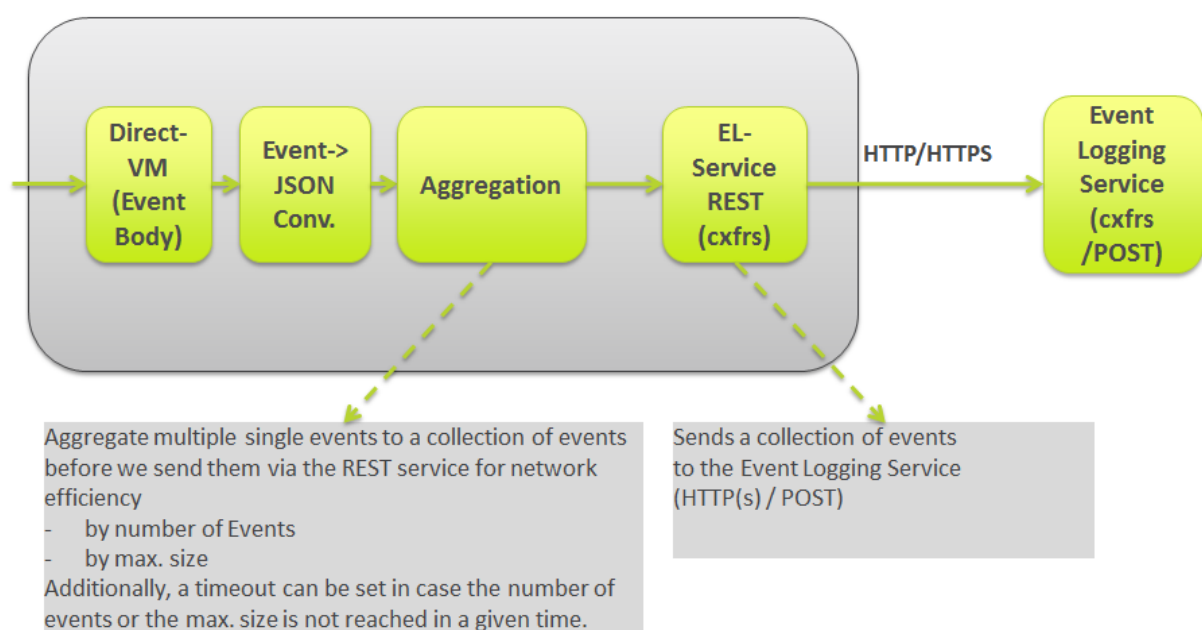 Direct-
VM
(Event
Body)
Event->
JSON
Conv.
Aggregation
EL-
Service
REST
(cxfrs)
HTTP/HTTPS
Event
Logging
Service
(cxfrs
/POST)
Aggregate multiple single events to a collection of events
before we send them via the REST service for network
efficiency
- by number of Events
- by max. size
Additionally, a timeout can be set in case the number of
events or the max. size is not reached in a given time.
Sends a collection of events
to the Event Logging Service
(HTTP(s) / POST)